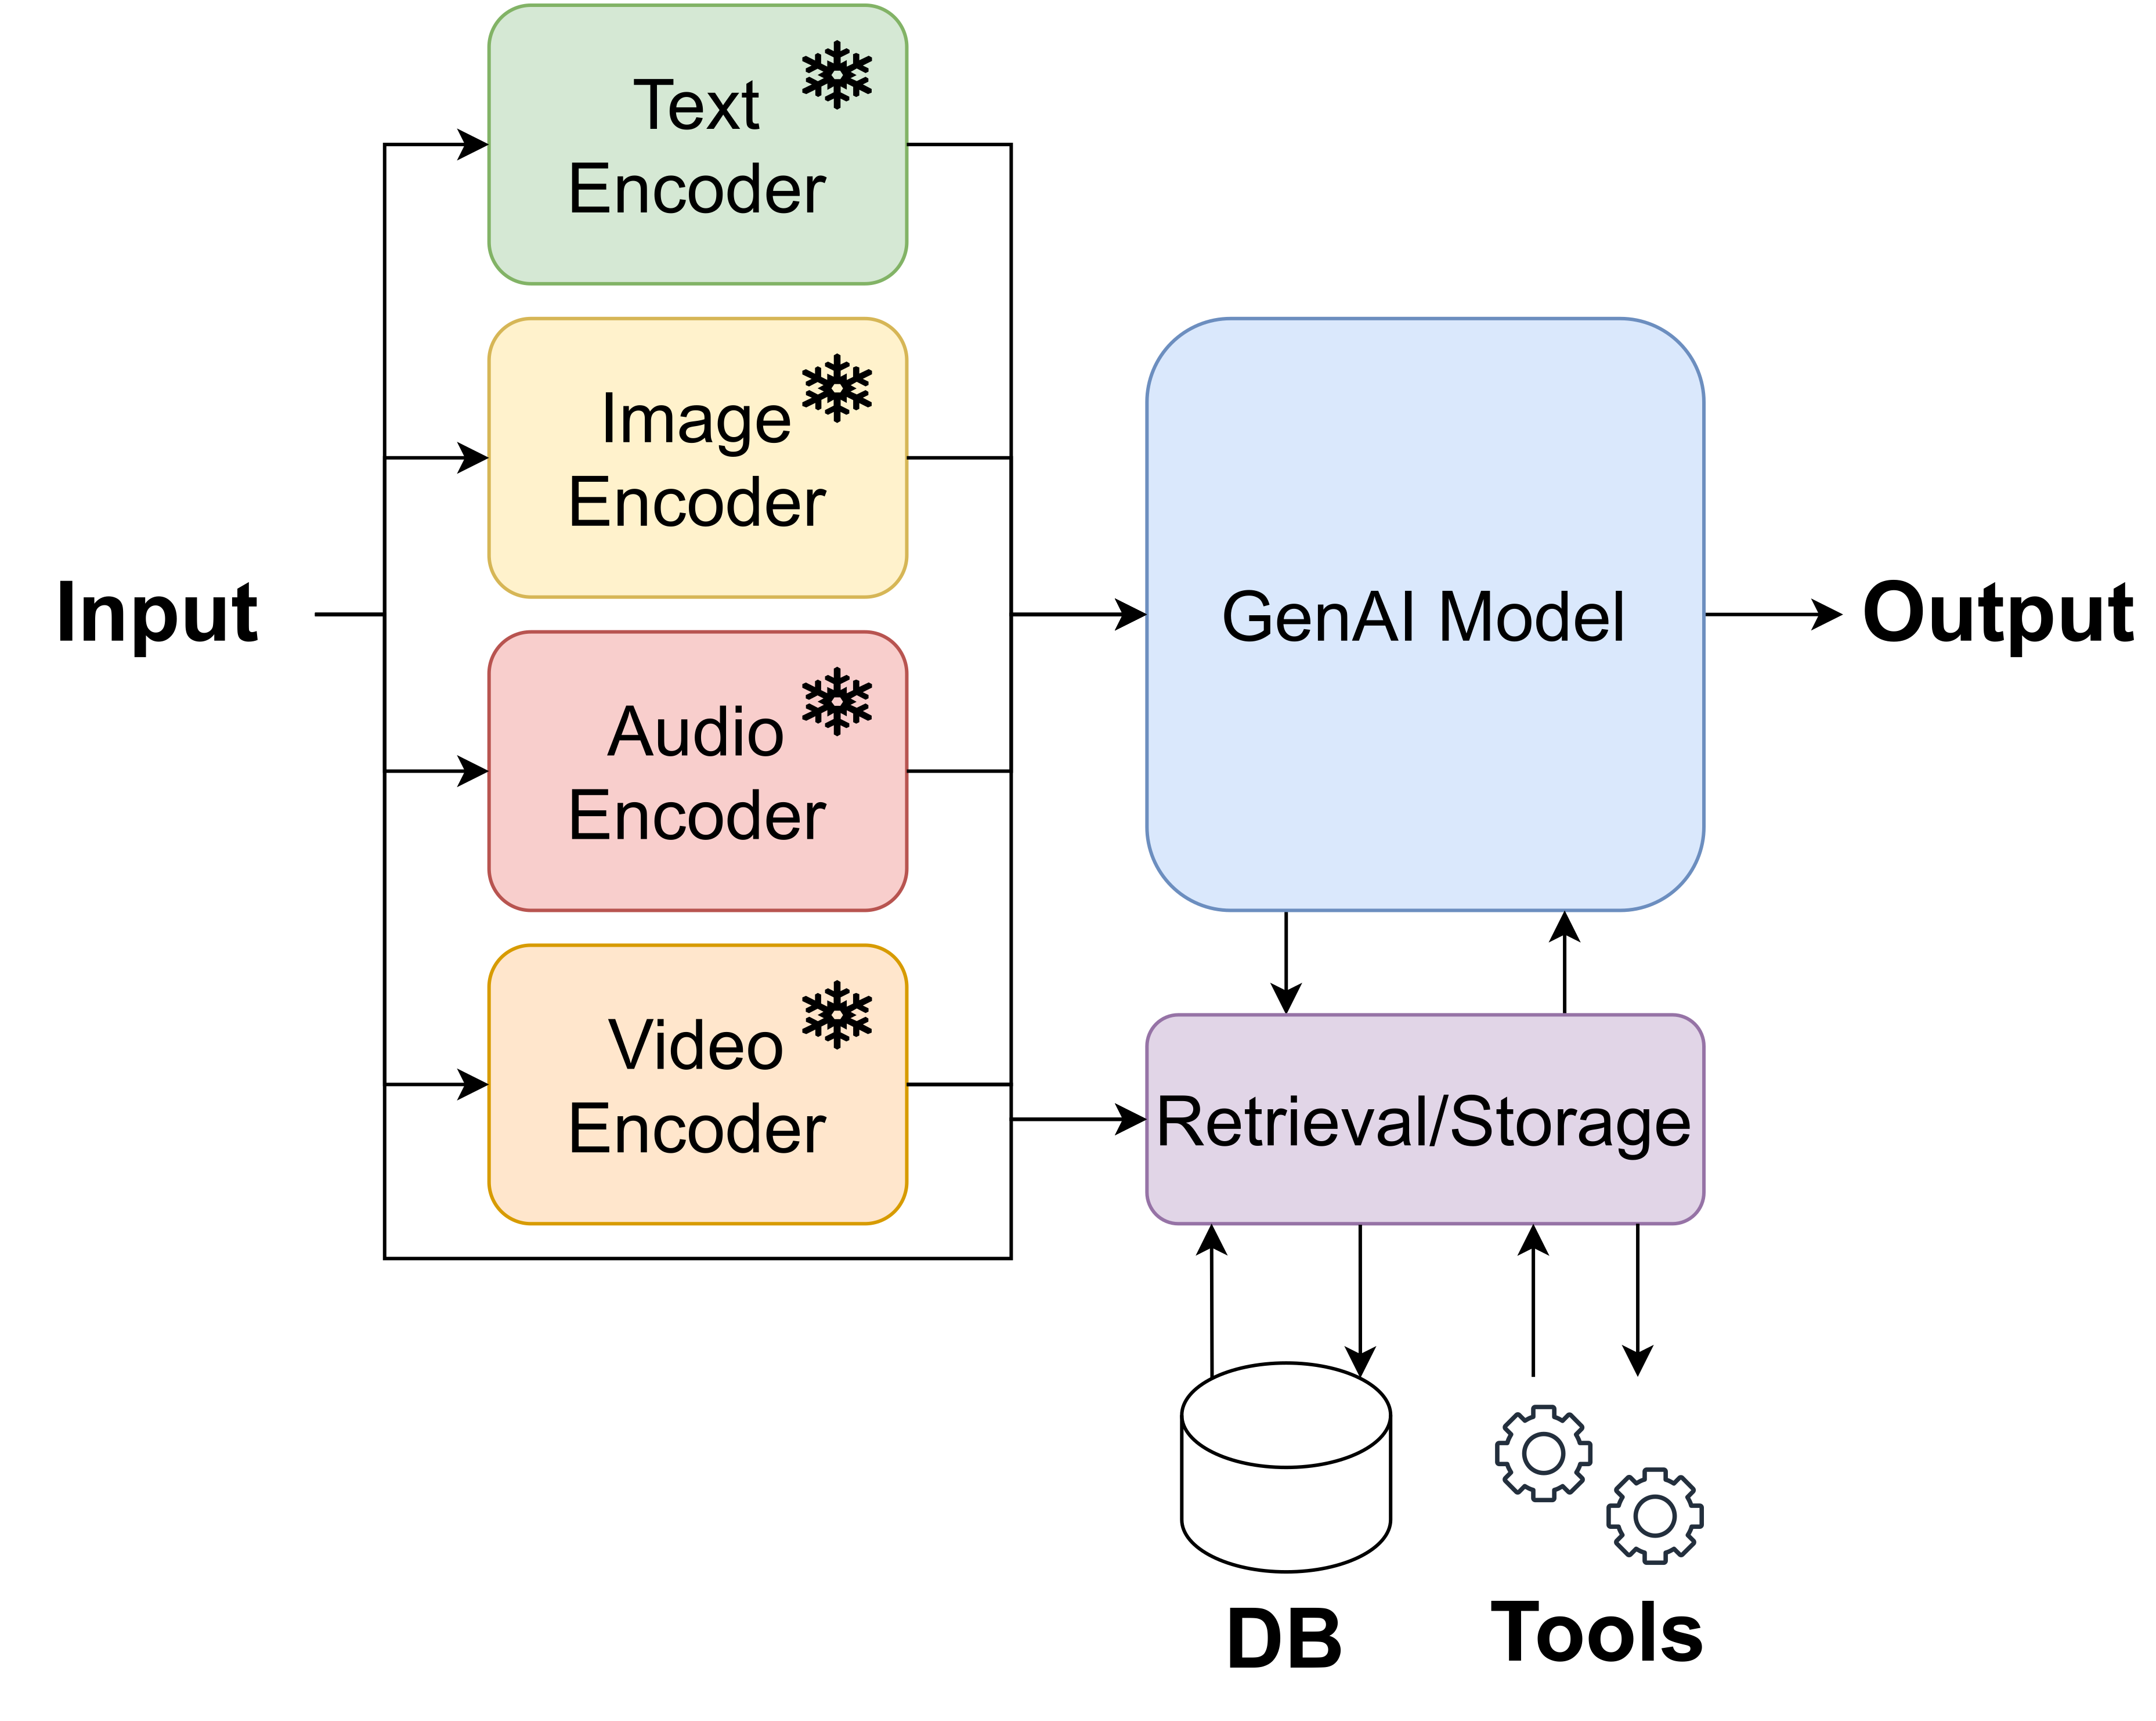 Text
Encoder
Image
Encoder
Audio
Encoder
Video
Encoder
Input
GenAI Model
Output
Retrieval/Storage
DB
Tools